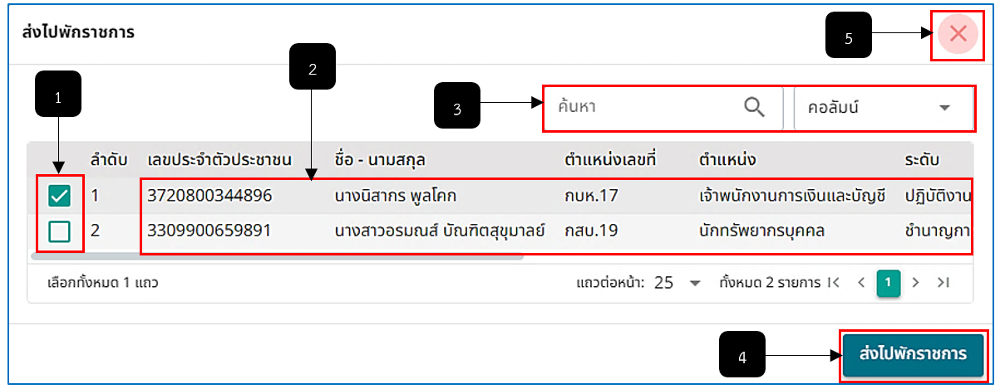 ส่งไปพักราชการ
5
2
1
3
ค้นหา
คอลัมน์
ลำดับ เลขประจำตัวประชาชน ชื่อ - นามสกุล ตำแหน่งเลขที่ ตำแหน่ง ระดับ
1 3720800344896 นางนิสากร พูลโคก กบห.17 เจ้าพนักงานการเงินและบัญชี ปฏิบัติงาน
2 3309900659891 นางสาวอรมณส์ บัณฑิตสุขุมาลย์ กสบ.19 นักทรัพยากรบุคคล ชำนาญกา
เลือกทั้งหมด 1 แถว แถวต่อหน้า: 25 ทั้งหมด 2 รายการ 1
4
ส่งไปพักราชการ